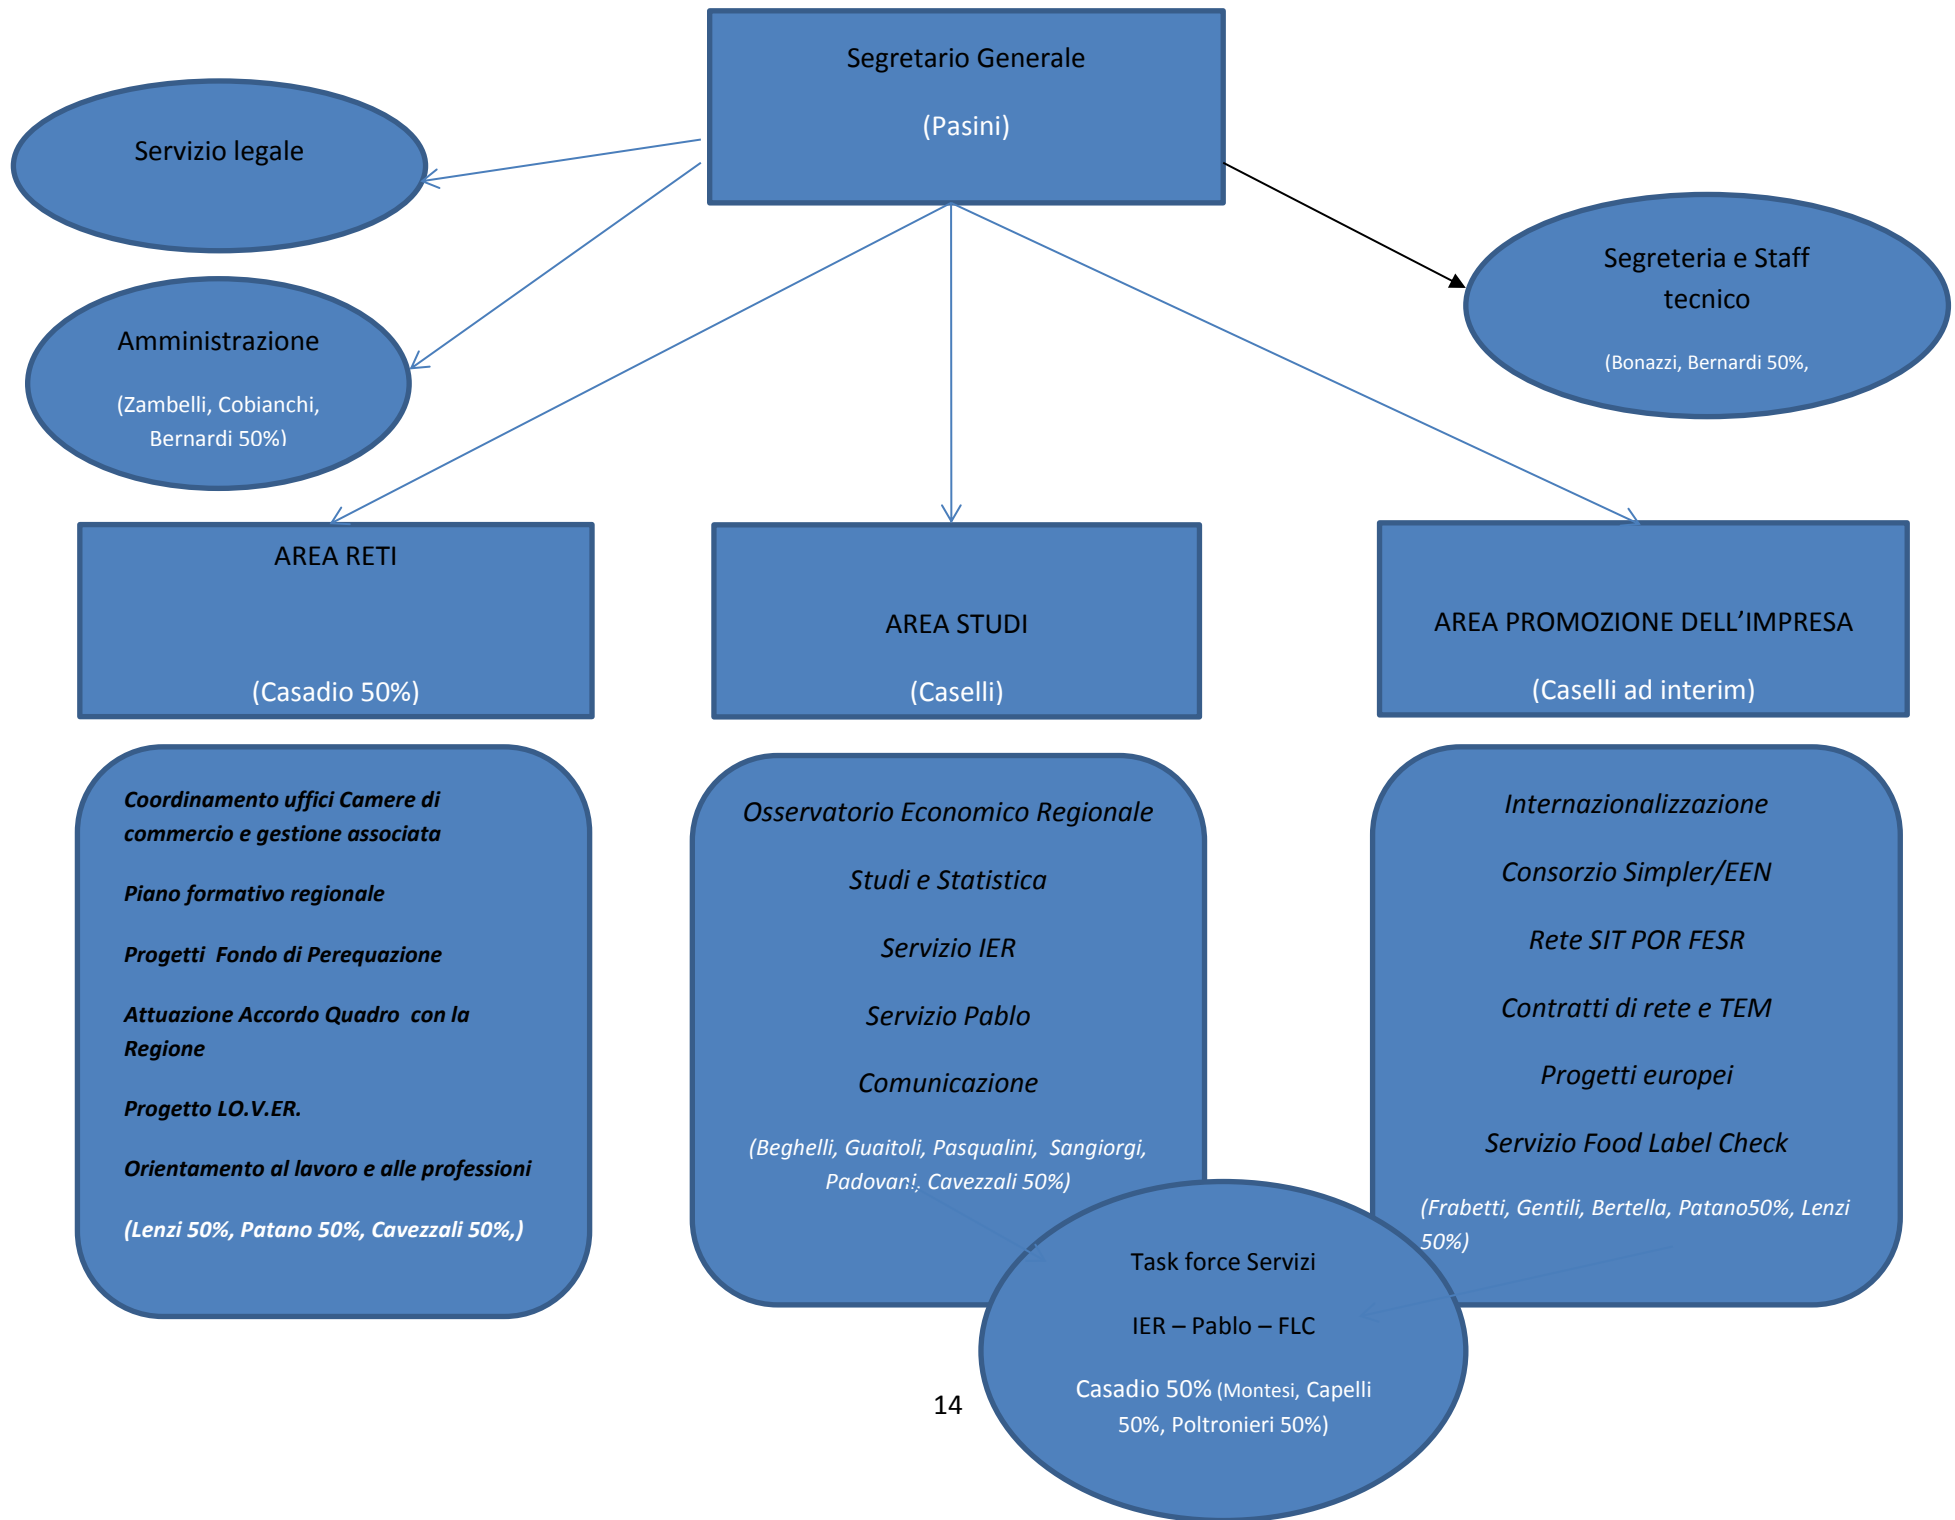 Segretario Generale
(Pasini)
Servizio legale
Amministrazione
(Zambelli, Cobianchi,
Bernardi 50%)
Segreteria e Staff
tecnico
(Bonazzi, Bernardi 50%,
AREA RETI
(Casadio 50%)
AREA STUDI
(Caselli)
AREA PROMOZIONE DELL’IMPRESA
(Caselli ad interim)
Coordinamento uffici Camere di
commercio e gestione associata
Piano formativo regionale
Progetti Fondo di Perequazione
Attuazione Accordo Quadro con la
Regione
Progetto LO.V.ER.
Orientamento al lavoro e alle professioni
(Lenzi 50%, Patano 50%, Cavezzali 50%,)
Osservatorio Economico Regionale
Studi e Statistica
Servizio IER
Servizio Pablo
Comunicazione
(Beghelli, Guaitoli, Pasqualini, Sangiorgi,
Padovani, Cavezzali 50%)
Internazionalizzazione
Consorzio Simpler/EEN
Rete SIT POR FESR
Contratti di rete e TEM
Progetti europei
Servizio Food Label Check
(Frabetti, Gentili, Bertella, Patano50%, Lenzi
50%)
Task force Servizi
IER – Pablo – FLC
Casadio 50% (Montesi, Capelli
50%, Poltronieri 50%)
14